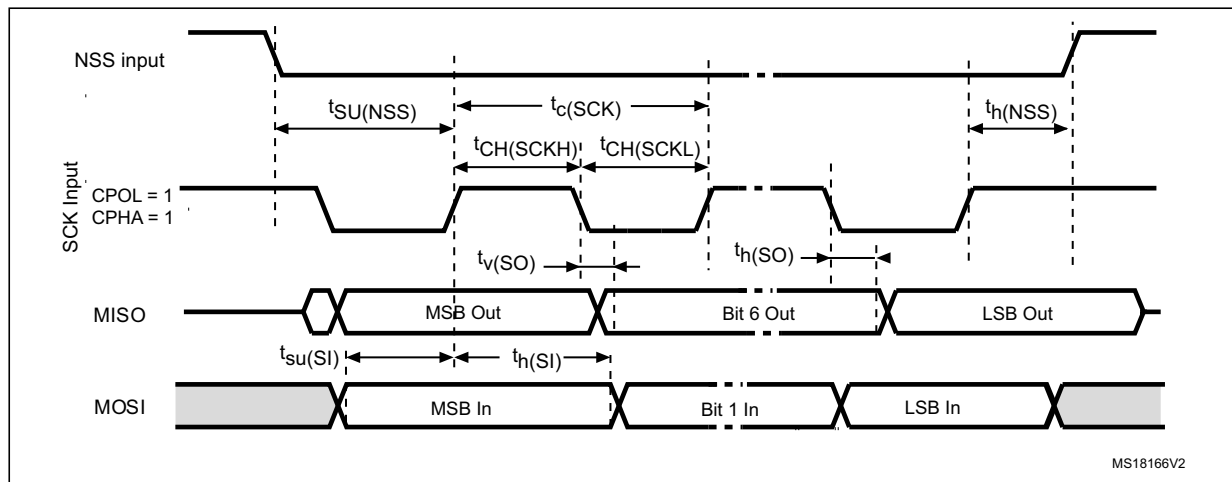 NSS input
tSU(NSS)
tc(SCK)
th(NSS)
tCH(SCKH)
tCH(SCKL)
SCK Input
CPOL = 1
CPHA = 1
tv(SO)
th(SO)
MISO
MSB Out
Bit 6 Out
LSB Out
tsu(SI)
th(SI)
MOSI
MSB In
Bit 1 In
LSB In
MS18166V2